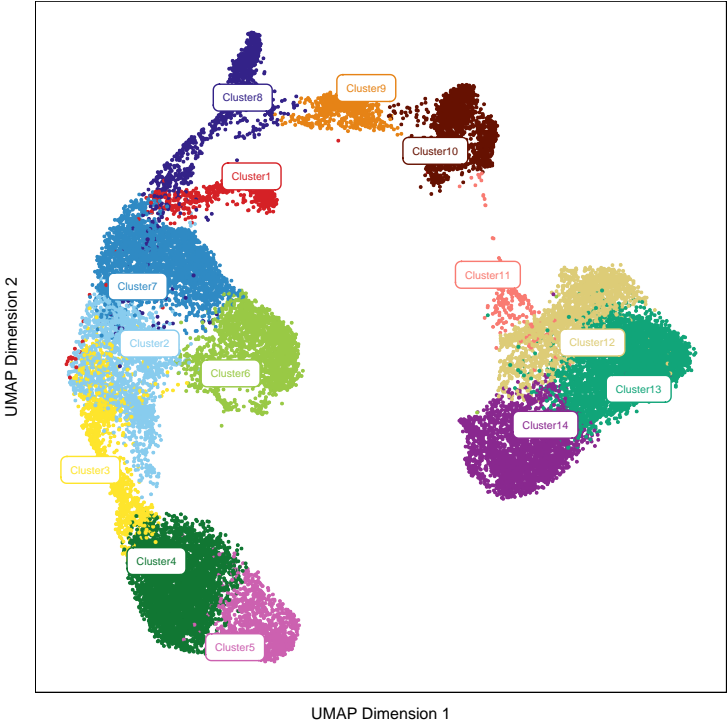 Cluster9
Cluster8
Cluster10
Cluster1
Cluster11
Cluster7
Cluster12
Cluster2
Cluster6
Cluster13
Cluster14
Cluster3
Cluster4
Cluster5
UMAP Dimension 2
UMAP Dimension 1